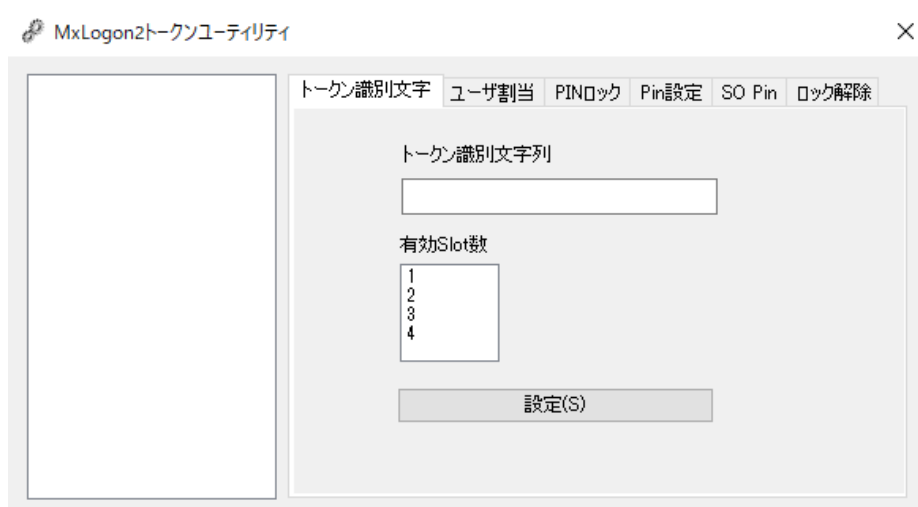 MxLogon2トークンユーティリティ
トークン識別文字 ユーザ割当 PINロック Pin設定 SO Pin ロック解除
トークン識別文字列
有効Slot数
1
2
3
4
設定(S)